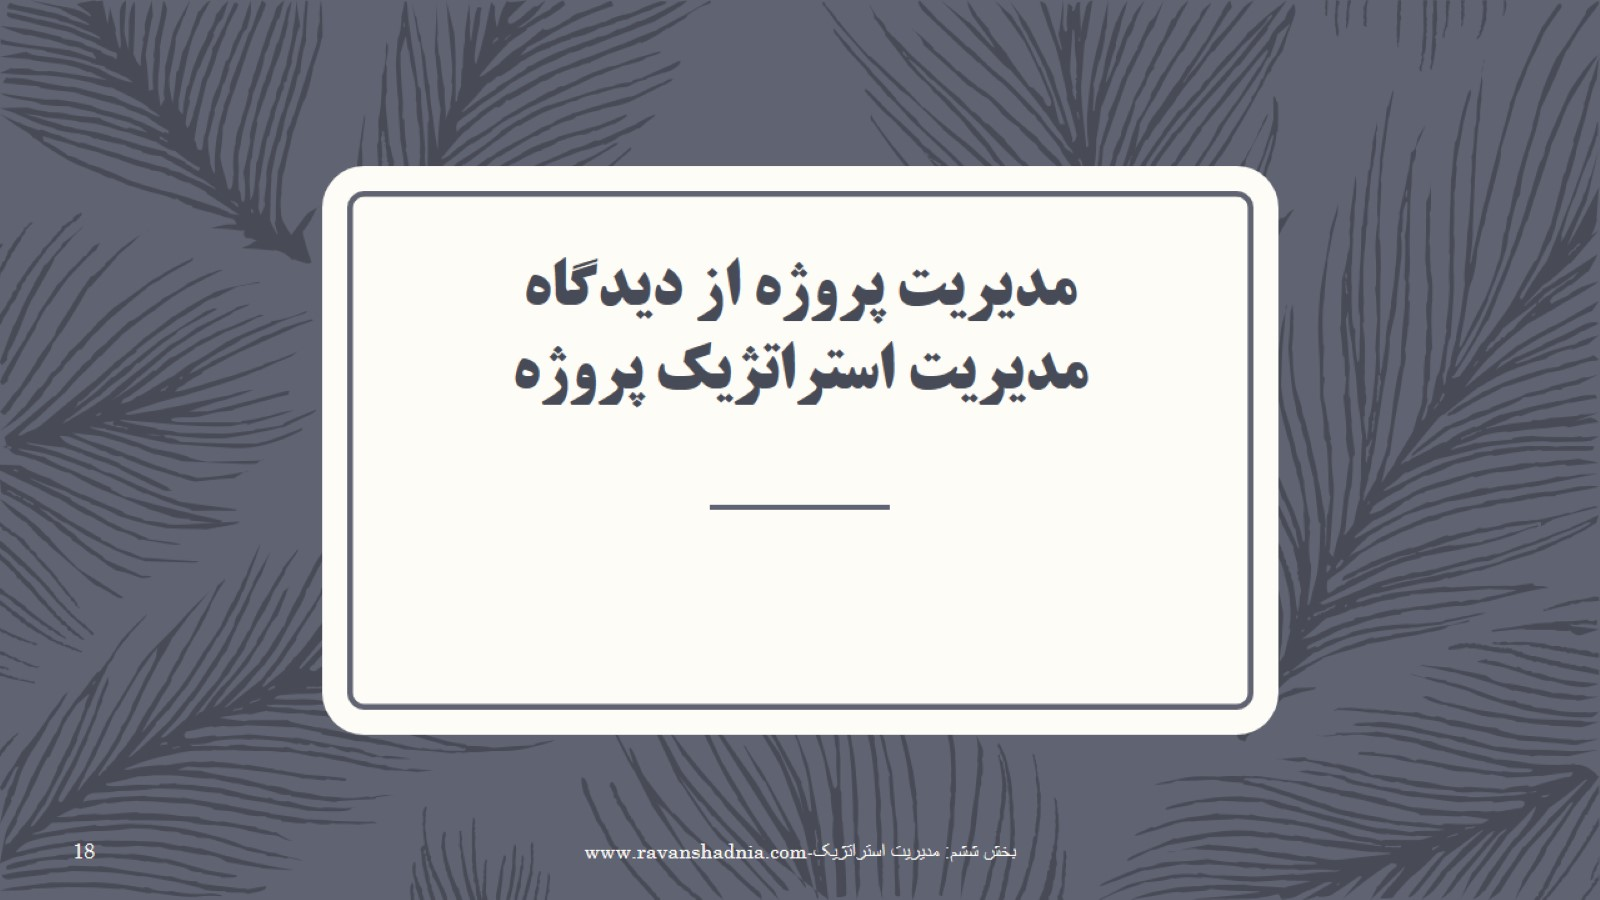 مدیریت پروژه از دیدگاه
مدیریت استراتژیک پروژه
18
بخش ششم: مدیریت استراتژیک-www.ravanshadnia.com